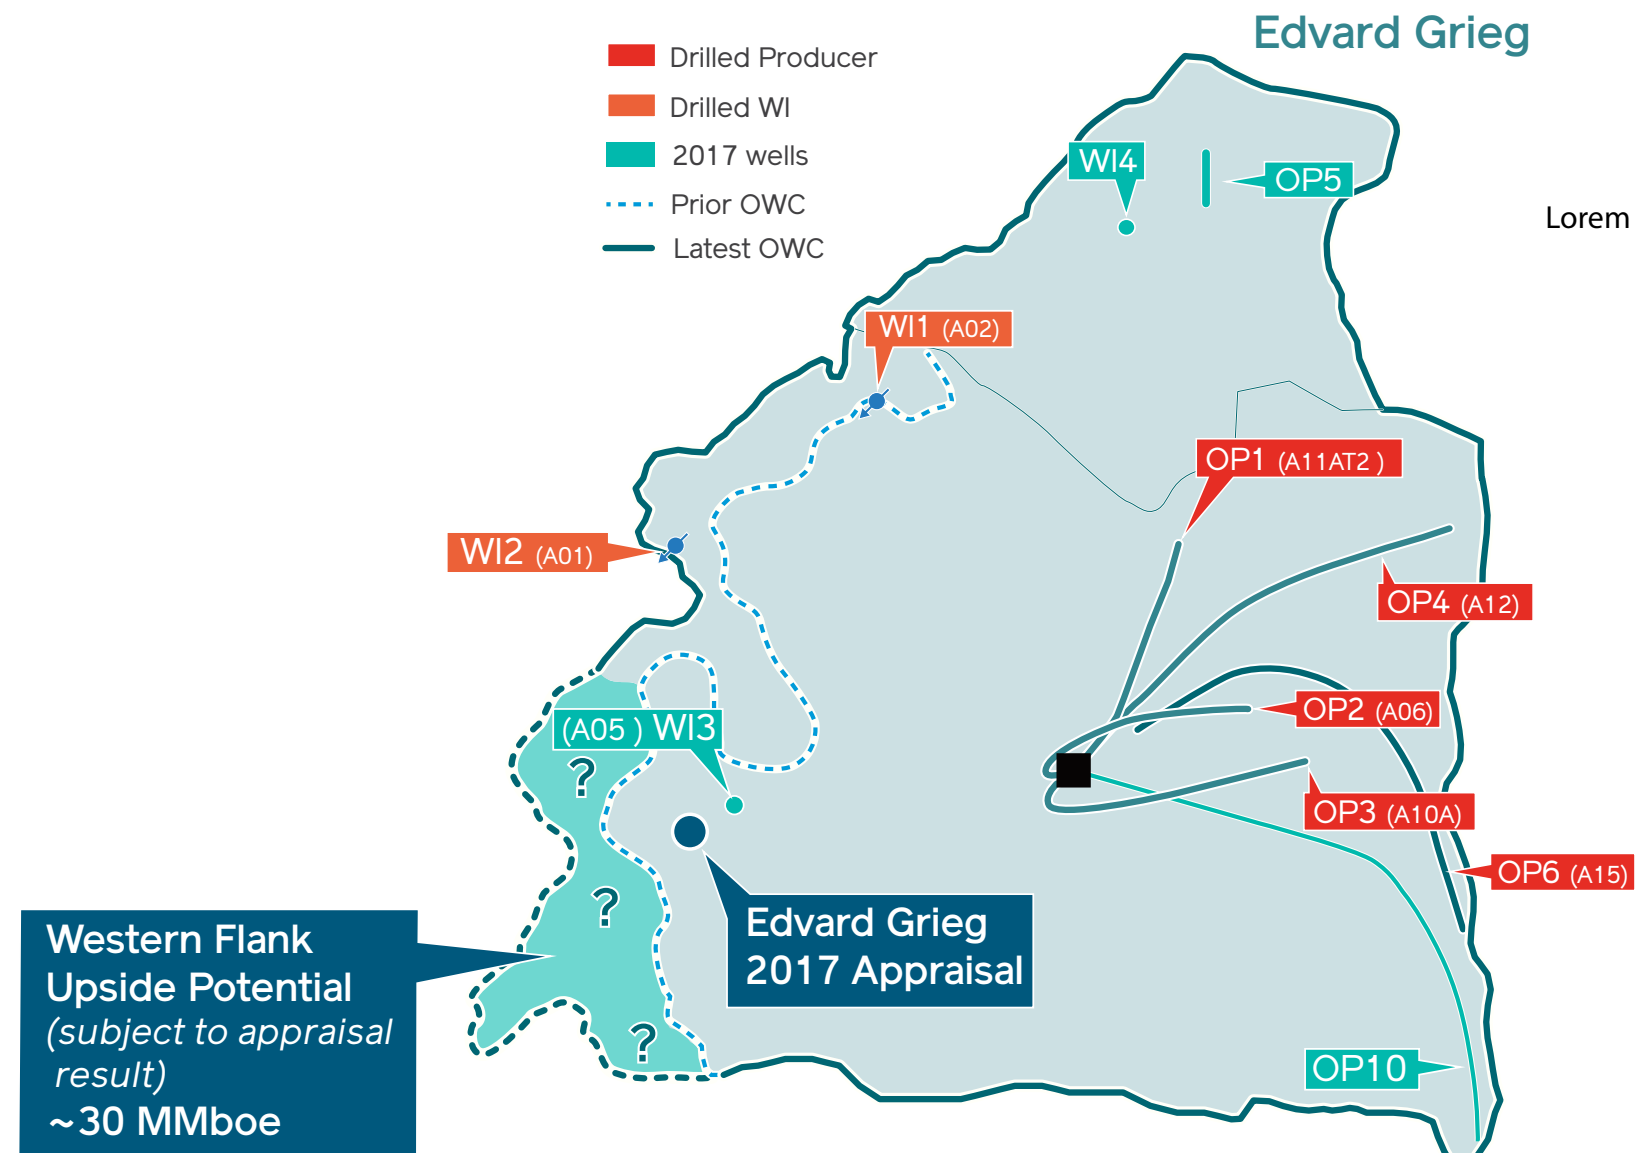 Edvard Grieg
Drilled Producer
Drilled WI
2017 wells
Prior OWC
Latest OWC
WI4
OP5
Lorem
WI1 (A02)
OP1 (A11AT2 )
WI2 (A01)
OP4 (A12)
OP2 (A06)
(A05 ) WI3
?
OP3 (A10A)
OP6 (A15)
?
Edvard Grieg
2017 Appraisal
Western Flank
Upside Potential
(subject to appraisal
result)
~30 MMboe
?
OP10